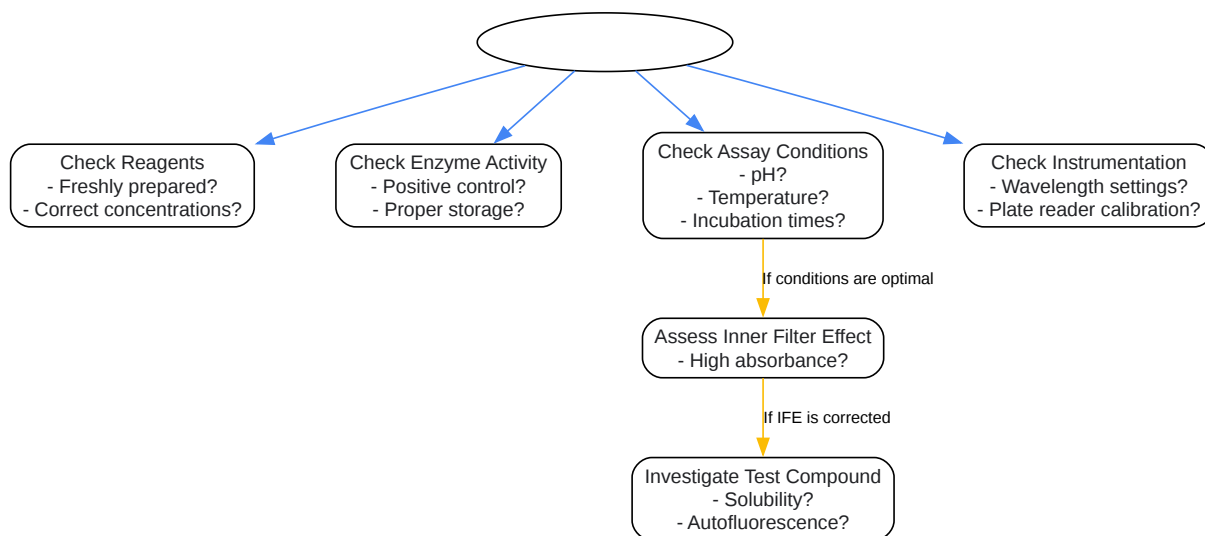 Check Reagents
- Freshly prepared?
- Correct concentrations?
Check Enzyme Activity
- Positive control?
- Proper storage?
Check Assay Conditions
- pH?
- Temperature?
- Incubation times?
Check Instrumentation
- Wavelength settings?
- Plate reader calibration?
If conditions are optimal
Assess Inner Filter Effect
- High absorbance?
If IFE is corrected
Investigate Test Compound
- Solubility?
- Autofluorescence?